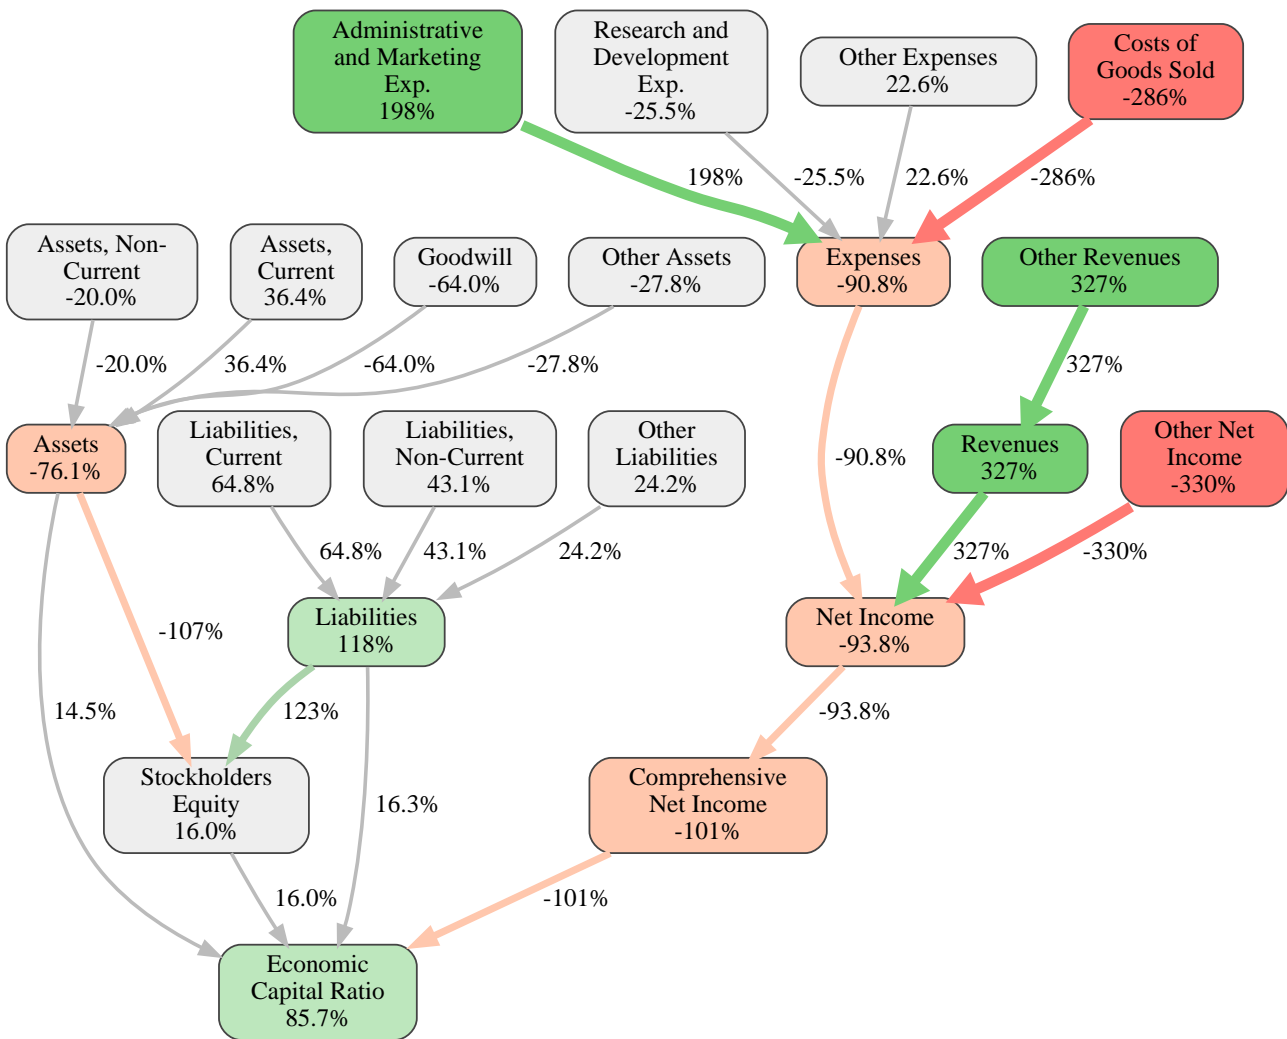 Administrative
and Marketing
Exp.
198%
Research and
Development
Exp.
-25.5%
Other Expenses
22.6%
Costs of
Goods Sold
-286%
198%
-25.5%
22.6%
-286%
Assets, Non-
Current
-20.0%
Assets,
Current
36.4%
Goodwill
-64.0%
Other Assets
-27.8%
Expenses
-90.8%
Other Revenues
327%
-20.0%
36.4%
-64.0%
-27.8%
327%
Assets
-76.1%
Liabilities,
Current
64.8%
Liabilities,
Non-Current
43.1%
Other
Liabilities
24.2%
-90.8%
Revenues
327%
Other Net
Income
-330%
64.8%
43.1%
24.2%
327%
-330%
-107%
Liabilities
118%
Net Income
-93.8%
14.5%
123%
-93.8%
Stockholders
Equity
16.0%
16.3%
Comprehensive
Net Income
-101%
16.0%
-101%
Economic
Capital Ratio
85.7%